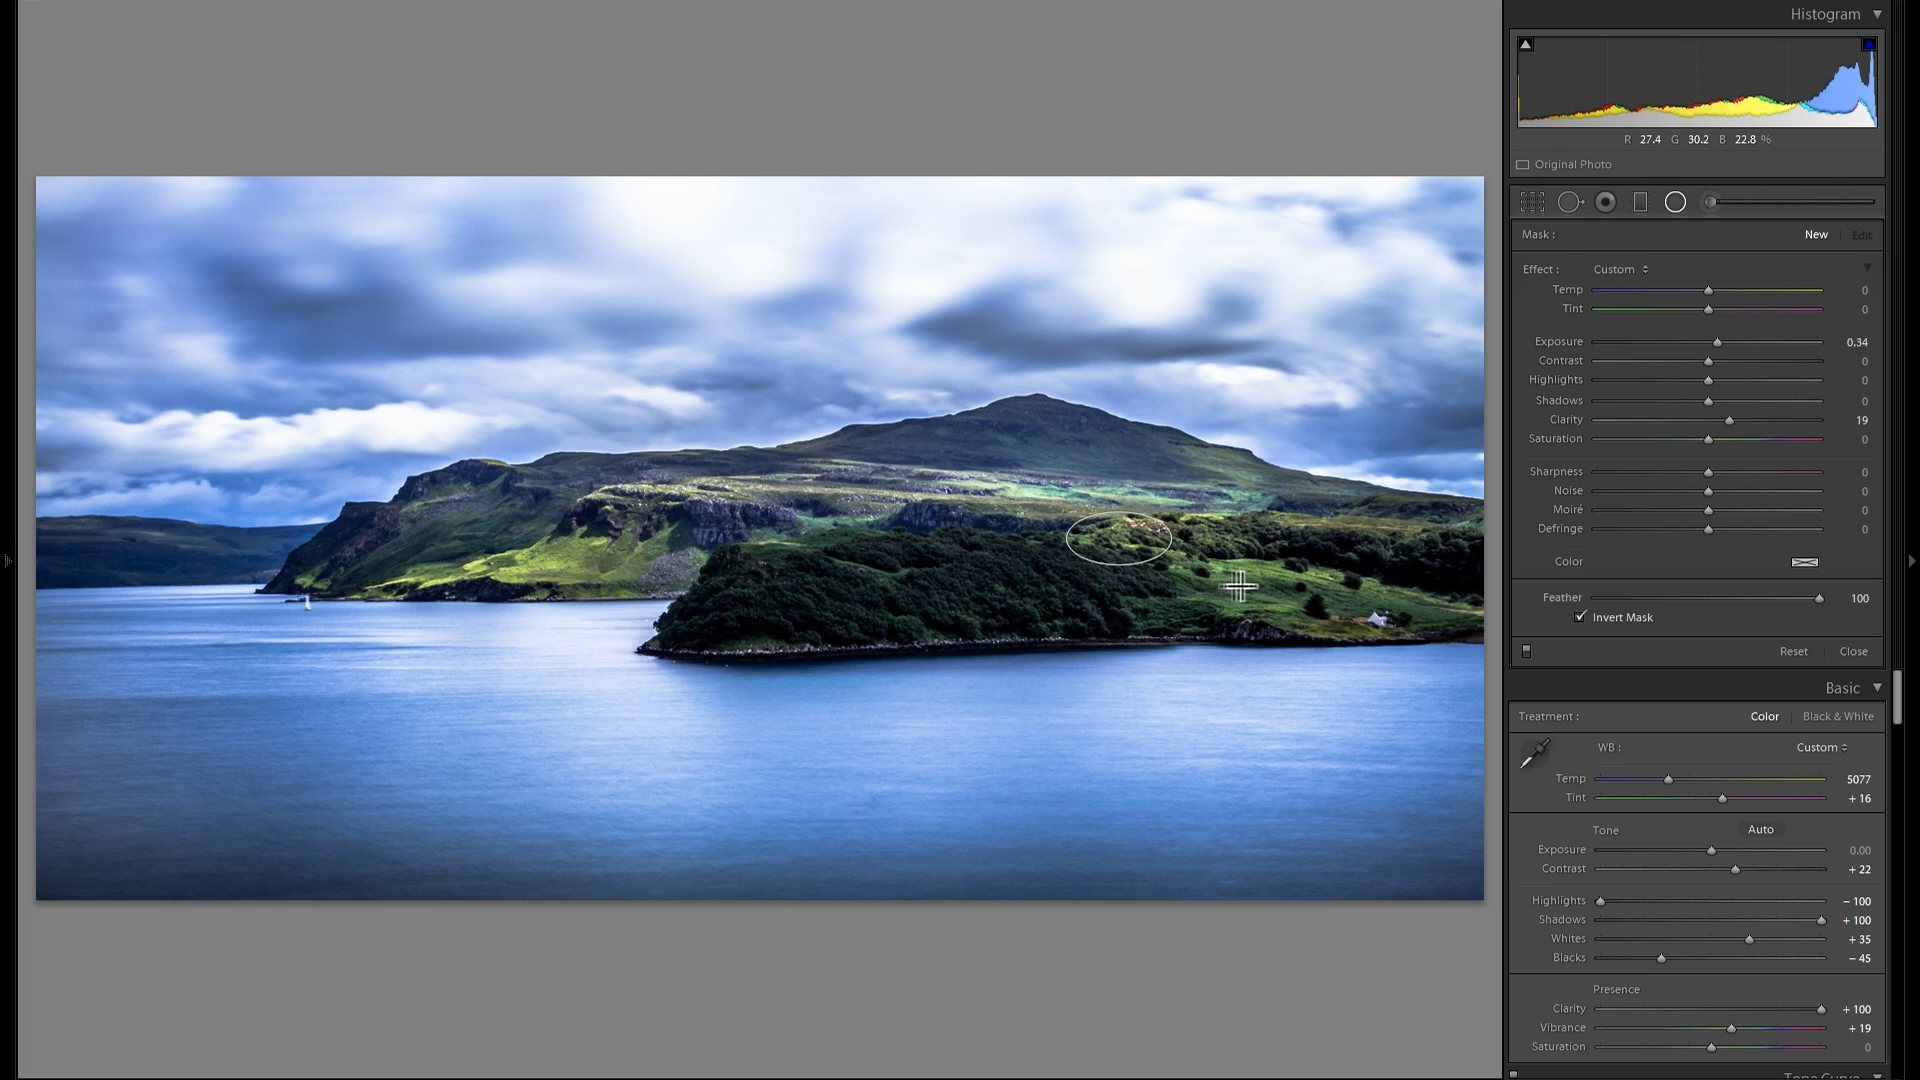 Histogram
R 27.4 G 30.2 B 22.8 %
Original Photo
Mask : New Edit
Effect : Custom
Temp 0
Tint 0
Exposure 0.34
Contrast 0
Highlights 0
Shadows 0
Clarity 19
Saturation 0
Sharpness 0
Noise 0
Moiré 0
Defringe 0
Color
Feather 100
Invert Mask
Reset Close
Basic
Treatment : Color Black & White
WB : Custom
Temp 5077
Tint + 16
Tone Auto
Exposure 0.00
Contrast + 22
Highlights – 100
Shadows + 100
Whites + 35
Blacks – 45
Presence
Clarity + 100
Vibrance + 19
Saturation 0
Tone Curve